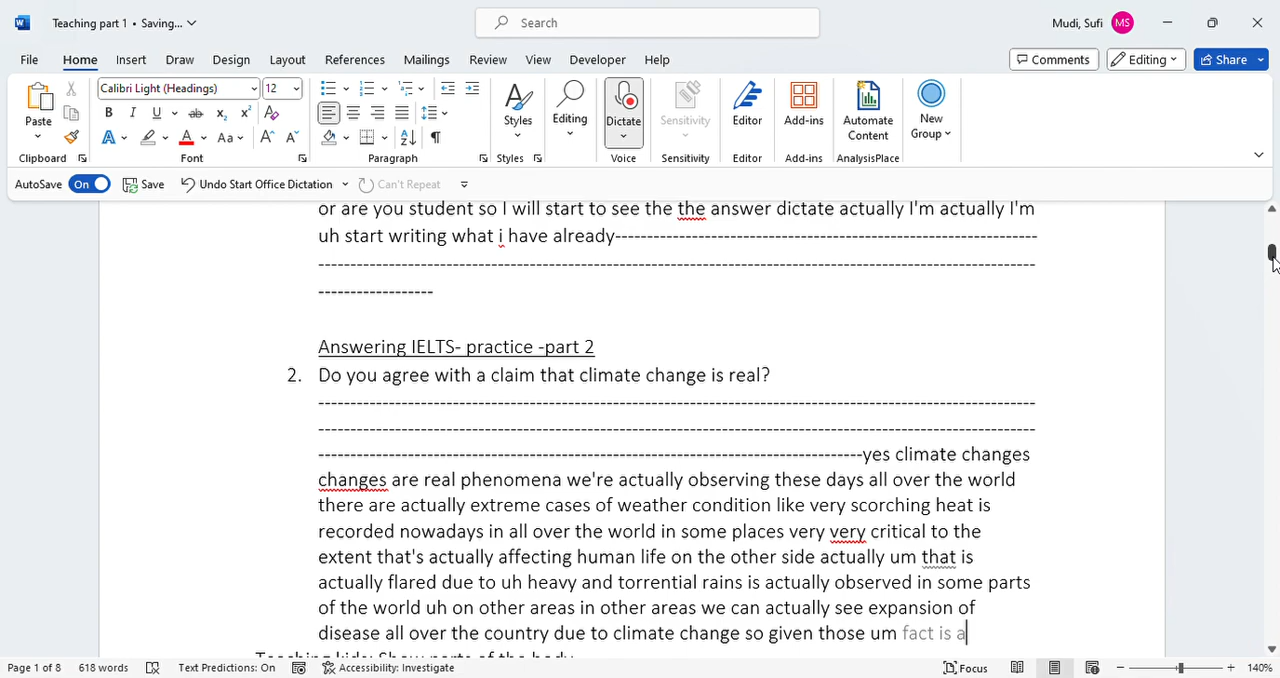 Teaching part 1 • Saving...
Search
Mudi, Sufi MS
File Home Insert Draw Design Layout References Mailings Review View Developer Help
Comments Editing Share
Calibri Light (Headings) 12
Paste Styles Editing Dictate Sensitivity Editor Add-ins Automate Content New Group
Clipboard Font Paragraph Styles Voice Sensitivity Editor Add-ins AnalysisPlace
AutoSave On Save Undo Start Office Dictation Can't Repeat
or are you student so I will start to see the the answer dictate actually I'm actually I'm
uh start writing what i have already------------------------------------------------------------------
-----------------------------------------------------------------------------------------------------------------
------------------
Answering IELTS- practice -part 2
2. Do you agree with a claim that climate change is real?
-----------------------------------------------------------------------------------------------------------------
-----------------------------------------------------------------------------------------------------------------
--------------------------------------------------------------------------------------yes climate changes
changes are real phenomena we're actually observing these days all over the world
there are actually extreme cases of weather condition like very scorching heat is
recorded nowadays in all over the world in some places very very critical to the
extent that's actually affecting human life on the other side actually um that is
actually flared due to uh heavy and torrential rains is actually observed in some parts
of the world uh on other areas in other areas we can actually see expansion of
disease all over the country due to climate change so given those um fact is a
Teaching kids: Show parts of the body
Page 1 of 8 618 words Text Predictions: On Accessibility: Investigate Focus 140%